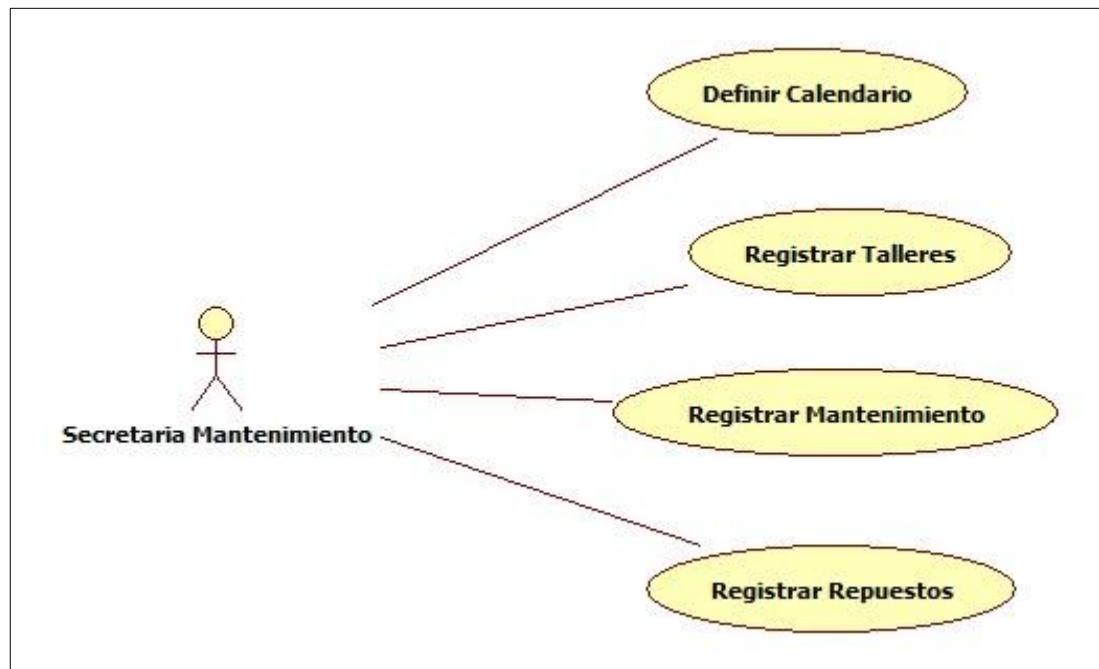 Definir Calendario
Registrar Talleres
Secretaria Mantenimiento
Registrar Mantenimiento
Registrar Repuestos